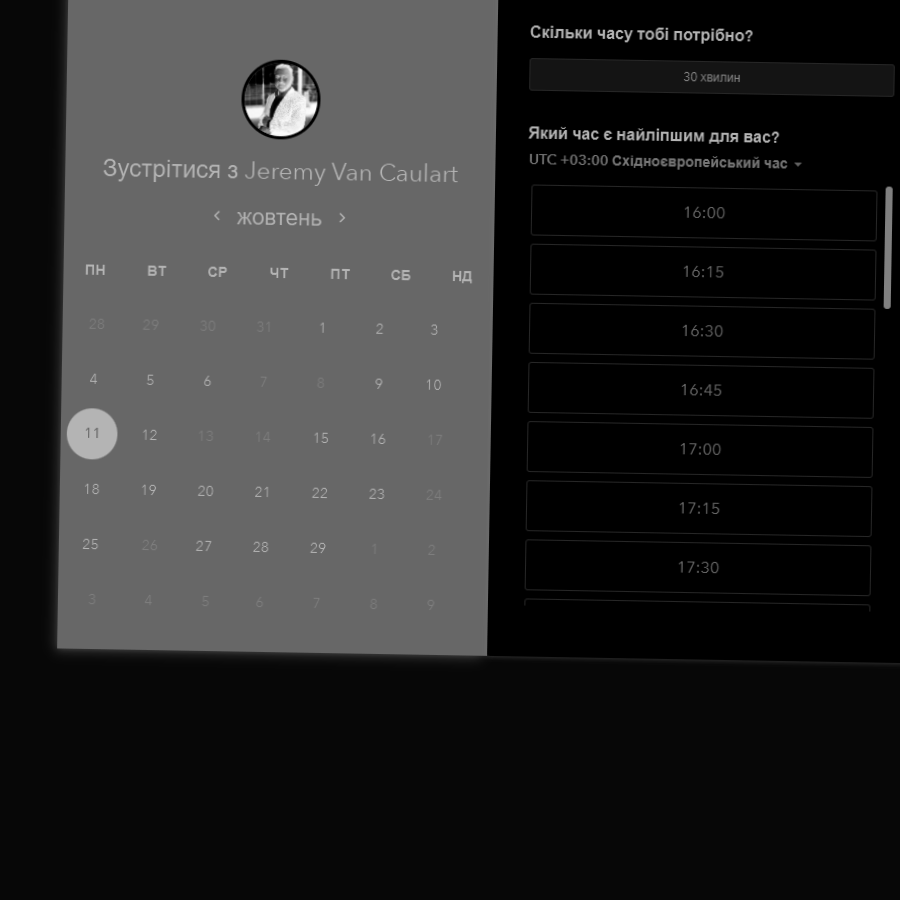 Зустрітися з Jeremy Van Caulart
‹ жовтень ›
ПН ВТ СР ЧТ ПТ СБ НД
28 29 30 31 1 2 3
4 5 6 7 8 9 10
11 12 13 14 15 16 17
18 19 20 21 22 23 24
25 26 27 28 29 1 2
3 4 5 6 7 8 9
Скільки часу тобі потрібно?
30 хвилин
Який час є найліпшим для вас?
UTC +03:00 Східноєвропейський час
16:00
16:15
16:30
16:45
17:00
17:15
17:30